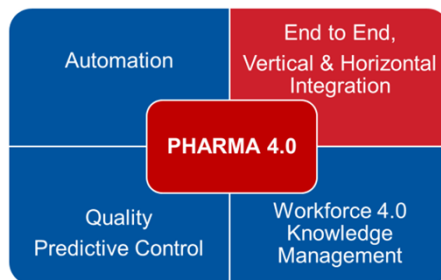 Automation
End to End,
Vertical & Horizontal
Integration
PHARMA 4.0
Quality
Predictive Control
Workforce 4.0
Knowledge
Management